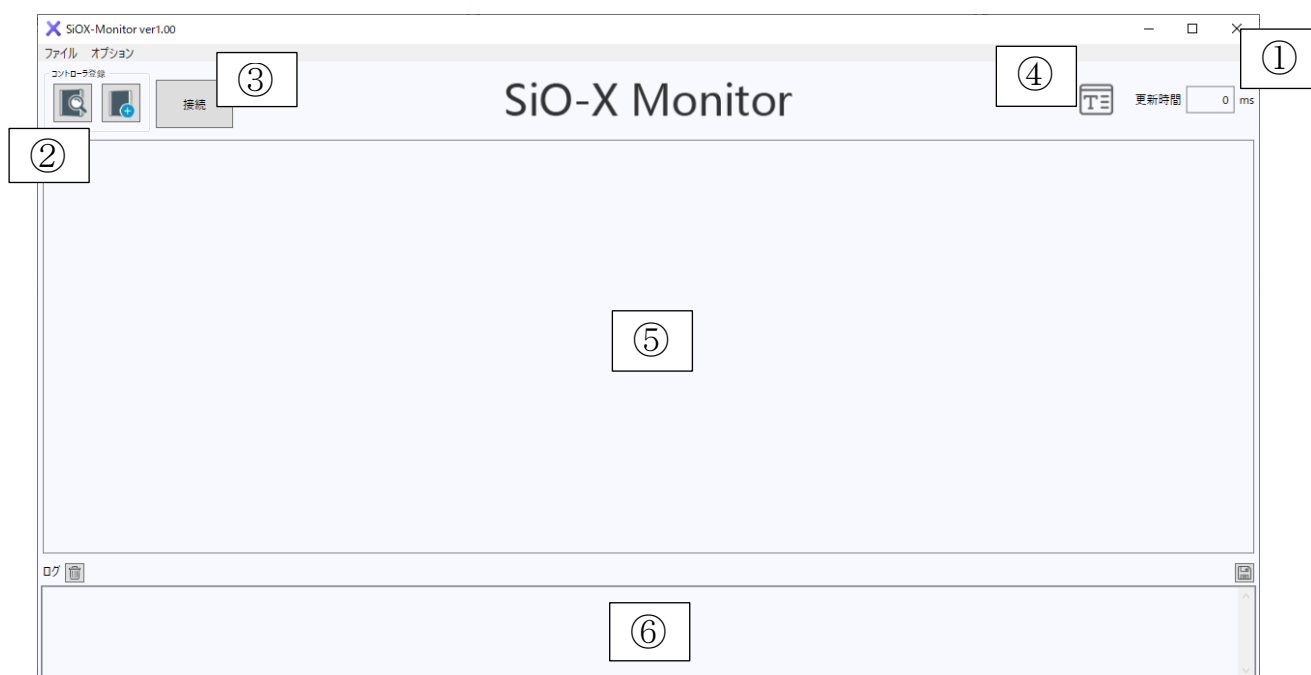 SiOX-Monitor ver1.00
①
ファイル オプション
コントローラ登録
③
④
接続
SiO-X Monitor
更新時間 0 ms
②
⑤
ログ
⑥